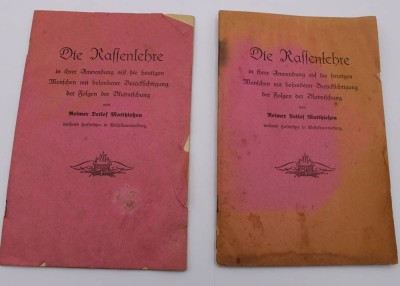 Die Rassenlehre
in ihrer Anwendung auf die heutigen
Menschen mit besonderer Berücksichtigung
der Folgen der Blutmischung
von
Reimer Detlef Matthiessen
Die Rassenlehre
in ihrer Anwendung auf die heutigen
Menschen mit besonderer Berücksichtigung
der Folgen der Blutmischung
von
Reimer Detlef Matthiessen